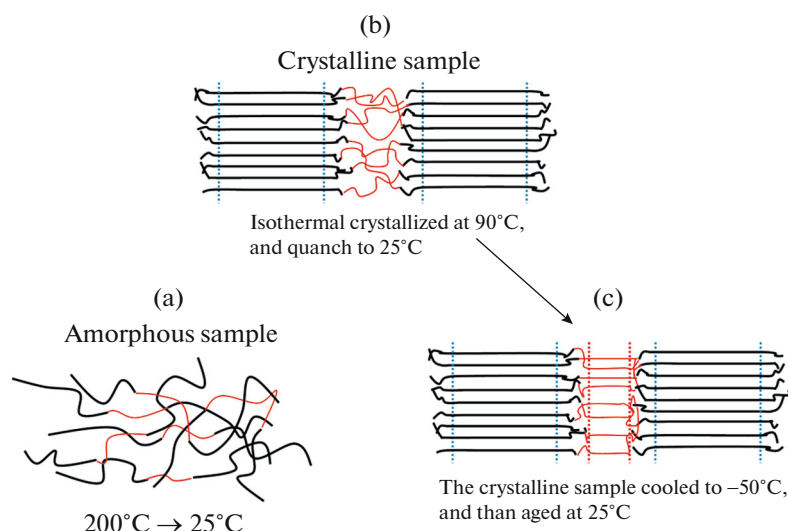 (b)
Crystalline sample
Isothermal crystallized at 90°C,
and quanch to 25°C
(a)
Amorphous sample
200°C → 25°C
(c)
The crystalline sample cooled to −50°C,
and than aged at 25°C